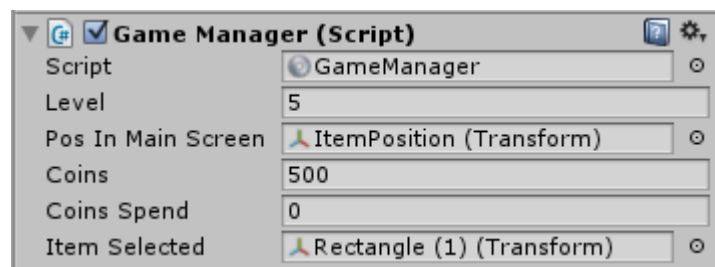 Game Manager (Script)
Script GameManager
Level 5
Pos In Main Screen ItemPosition (Transform)
Coins 500
Coins Spend 0
Item Selected Rectangle (1) (Transform)